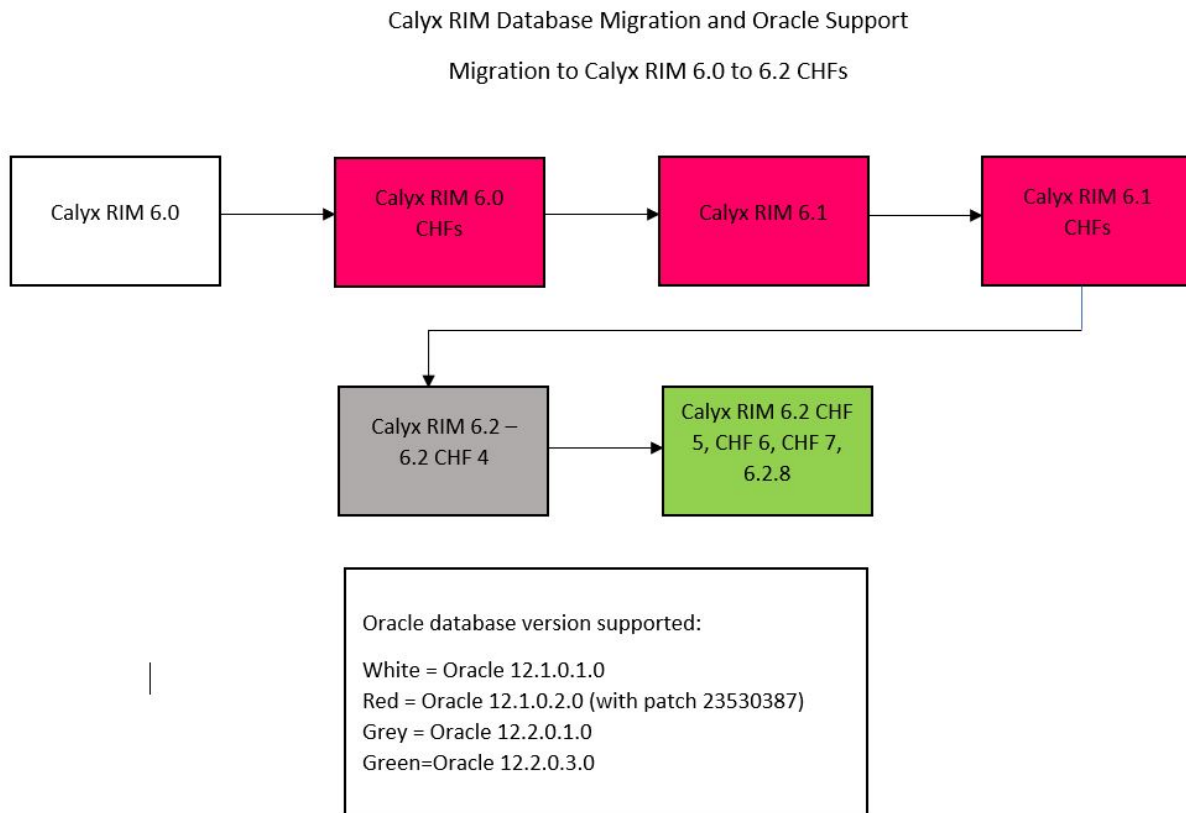 Calyx RIM Database Migration and Oracle Support
Migration to Calyx RIM 6.0 to 6.2 CHFs
Calyx RIM 6.0
Calyx RIM 6.0
CHFs
Calyx RIM 6.1
Calyx RIM 6.1
CHFs
Calyx RIM 6.2 –
6.2 CHF 4
Calyx RIM 6.2 CHF
5, CHF 6, CHF 7,
6.2.8
Oracle database version supported:
White = Oracle 12.1.0.1.0
Red = Oracle 12.1.0.2.0 (with patch 23530387)
Grey = Oracle 12.2.0.1.0
Green=Oracle 12.2.0.3.0